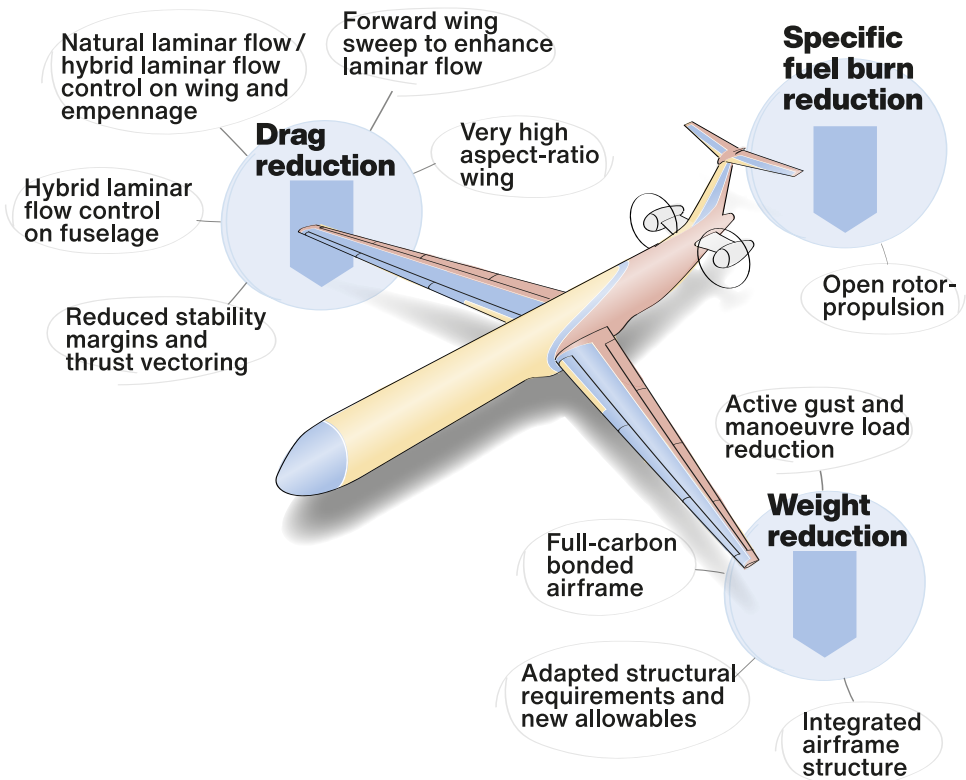 Natural laminar flow /
hybrid laminar flow
control on wing and
empennage
Forward wing
sweep to enhance
laminar flow
Drag
reduction
Very high
aspect-ratio
wing
Hybrid laminar
flow control
on fuselage
Reduced stability
margins and
thrust vectoring
Specific
fuel burn
reduction
Open rotor-
propulsion
Active gust and
manoeuvre load
reduction
Weight
reduction
Full-carbon
bonded
airframe
Adapted structural
requirements and
new allowables
Integrated
airframe
structure